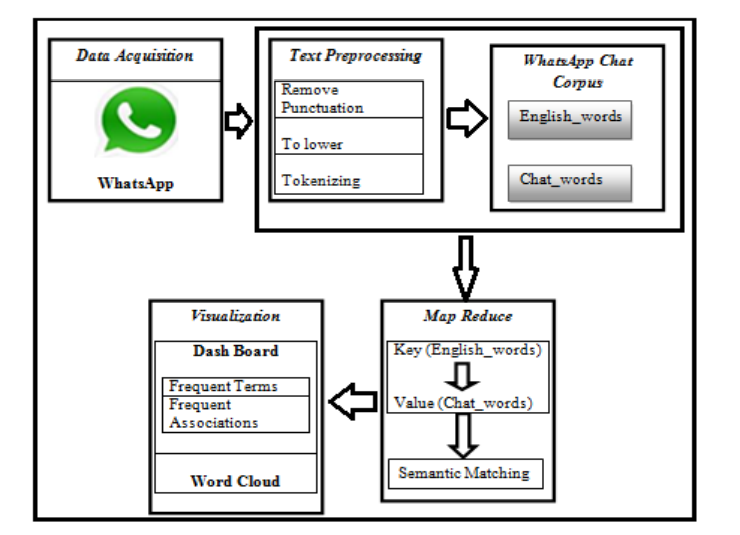 Data Acquisition
WhatsApp
Text Preprocessing
Remove
Punctuation
To lower
Tokenizing
WhatsApp Chat
Corpus
English_words
Chat_words
Map Reduce
Key (English_words)
Value (Chat_words)
Semantic Matching
Visualization
Dash Board
Frequent Terms
Frequent
Associations
Word Cloud